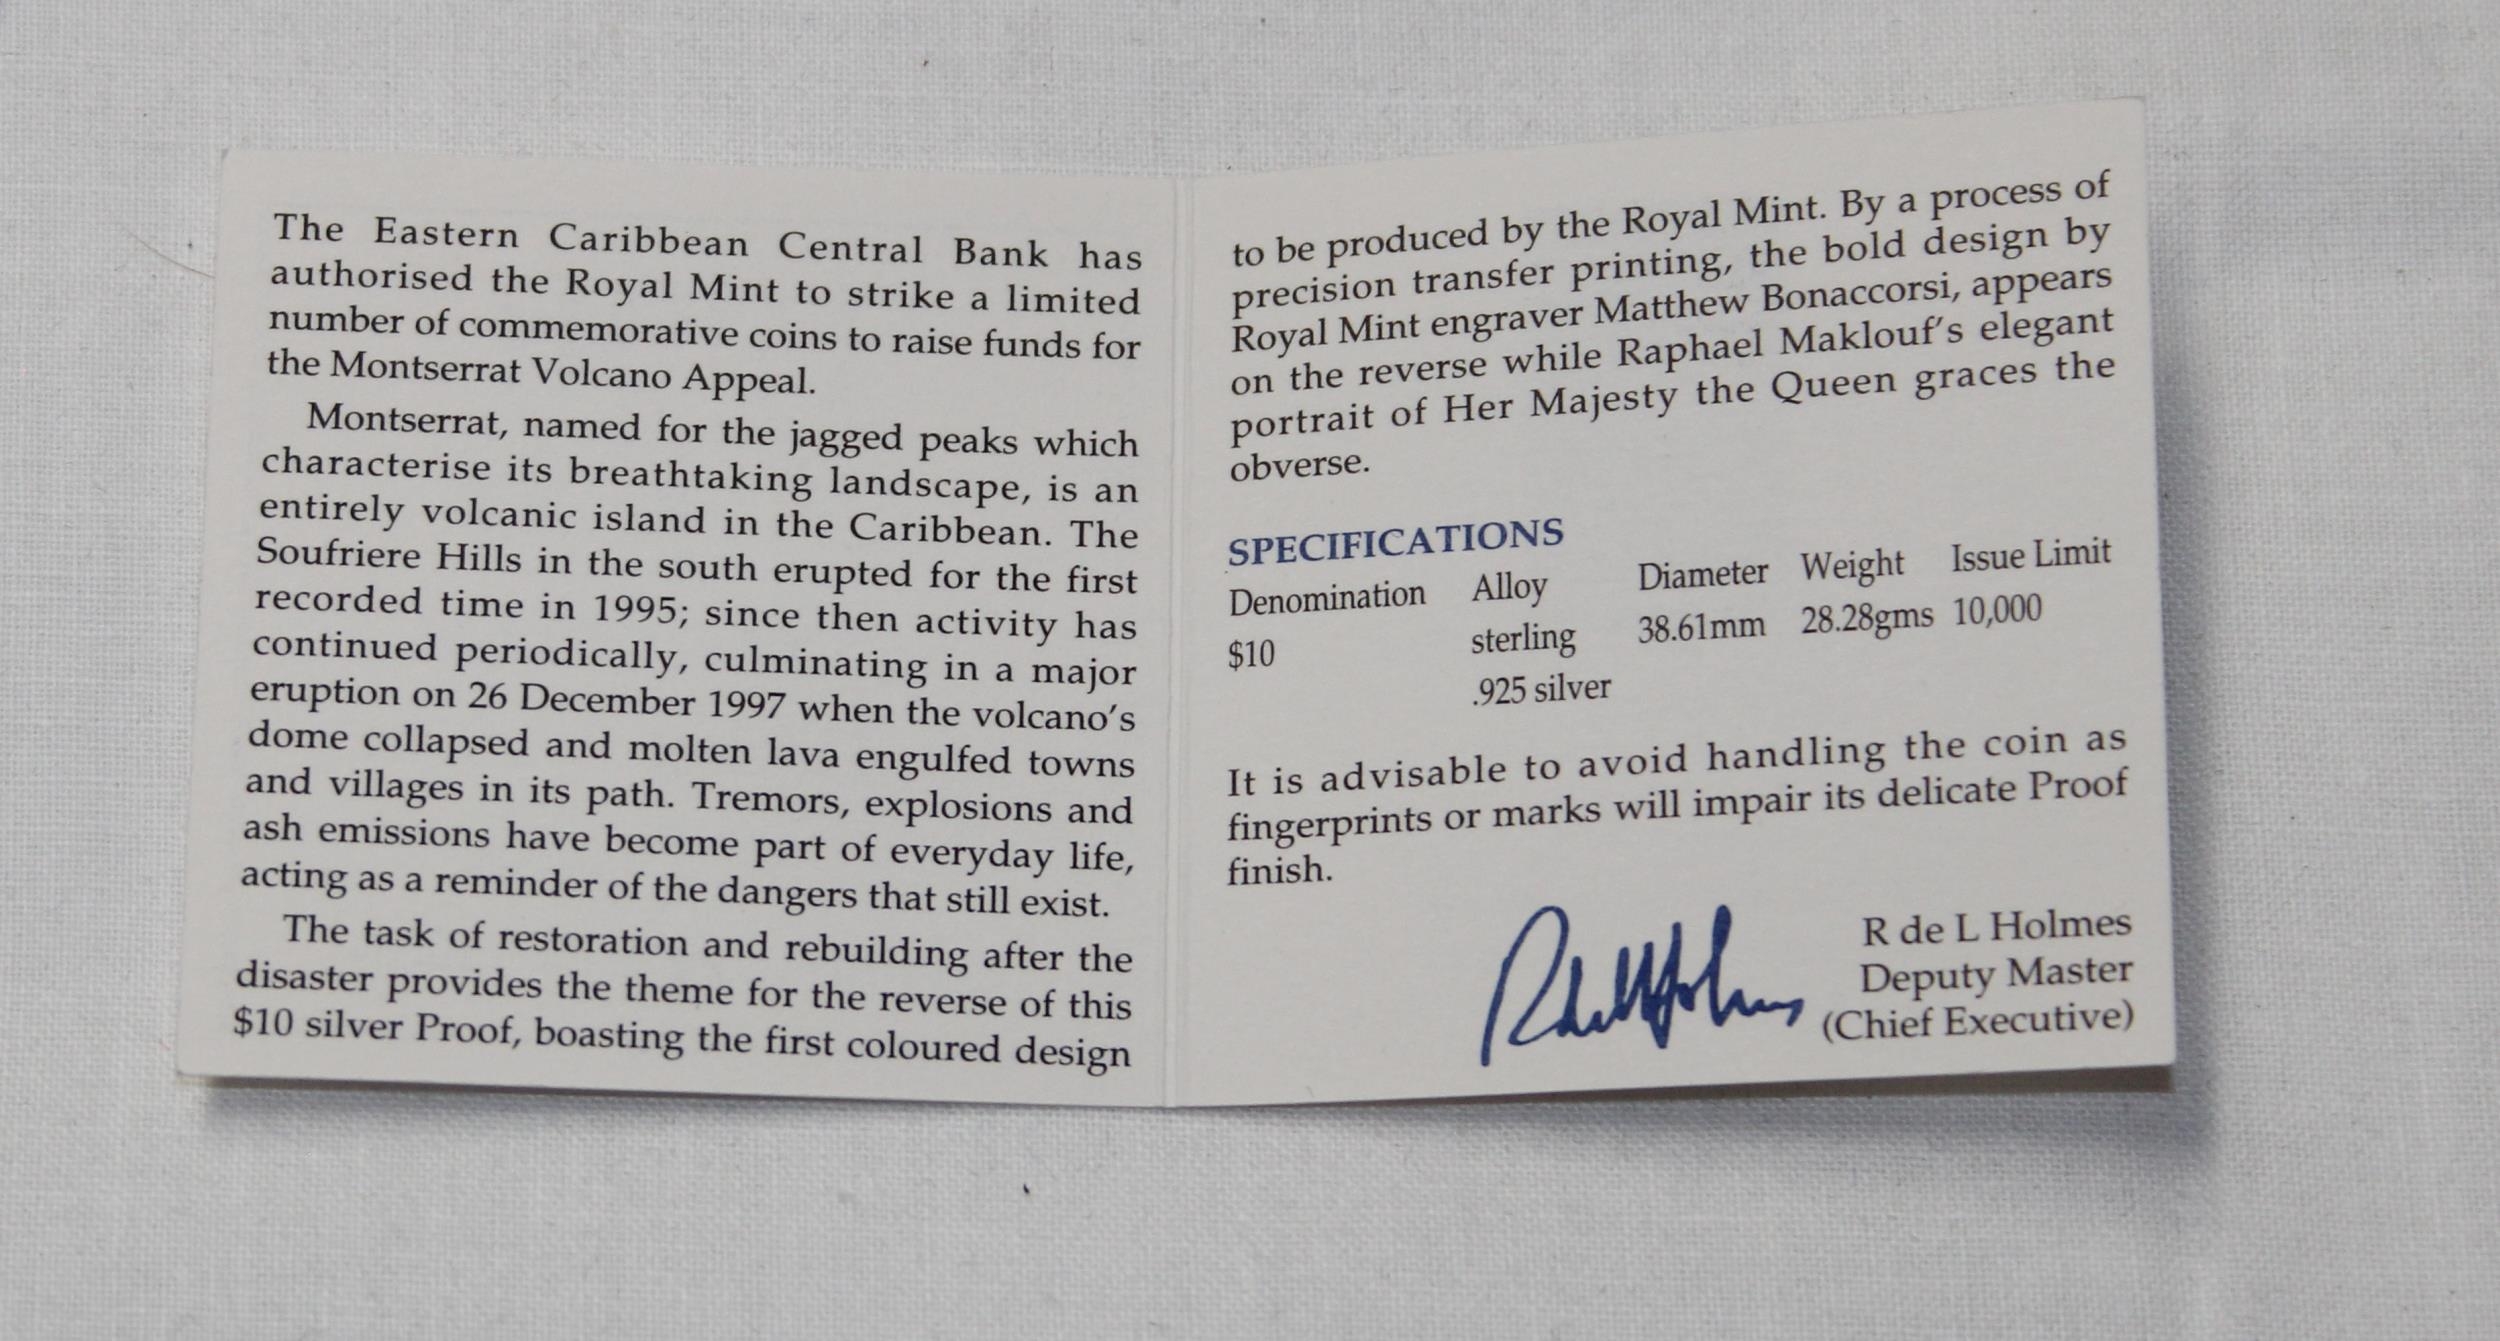 The Eastern Caribbean Central Bank has
authorised the Royal Mint to strike a limited
number of commemorative coins to raise funds for
the Montserrat Volcano Appeal.
Montserrat, named for the jagged peaks which
characterise its breathtaking landscape, is an
entirely volcanic island in the Caribbean. The
Soufriere Hills in the south erupted for the first
recorded time in 1995; since then activity has
continued periodically, culminating in a major
eruption on 26 December 1997 when the volcano's
dome collapsed and molten lava engulfed towns
and villages in its path. Tremors, explosions and
ash emissions have become part of everyday life,
acting as a reminder of the dangers that still exist.
The task of restoration and rebuilding after the
disaster provides the theme for the reverse of this
$10 silver Proof, boasting the first coloured design
to be produced by the Royal Mint. By a process of
precision transfer printing, the bold design by
Royal Mint engraver Matthew Bonaccorsi, appears
on the reverse while Raphael Maklouf's elegant
portrait of Her Majesty the Queen graces the
obverse.
SPECIFICATIONS
Denomination Alloy Diameter Weight Issue Limit
$10 sterling 38.61mm 28.28gms 10,000
.925 silver
It is advisable to avoid handling the coin as
fingerprints or marks will impair its delicate Proof
finish.
R de L Holmes
Deputy Master
(Chief Executive)